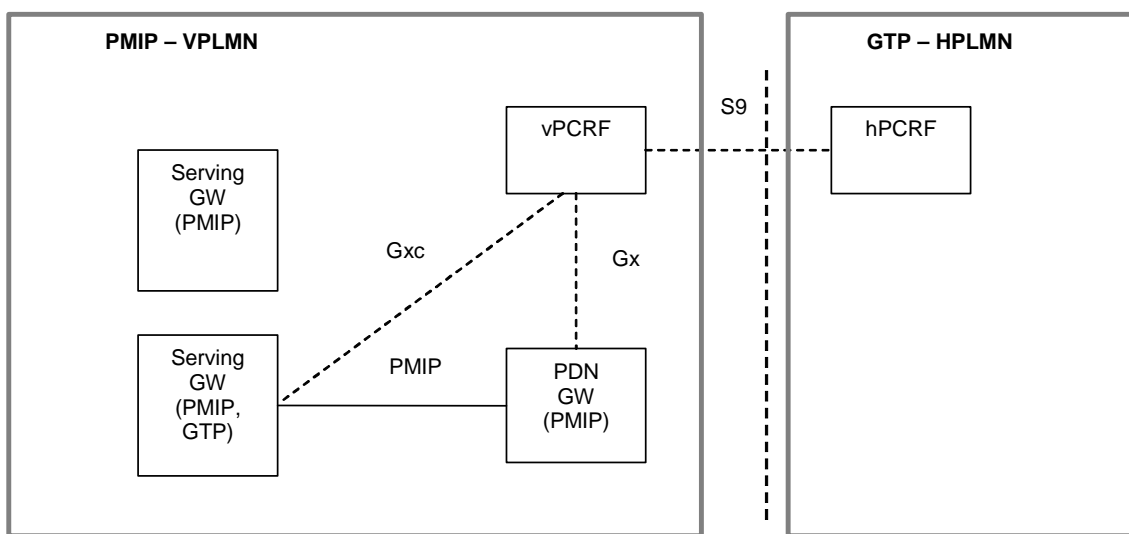 PMIP – VPLMN
GTP – HPLMN
S9
vPCRF
hPCRF
Serving
GW
(PMIP)
Gxc
Gx
Serving
GW
(PMIP,
GTP)
PMIP
PDN
GW
(PMIP)